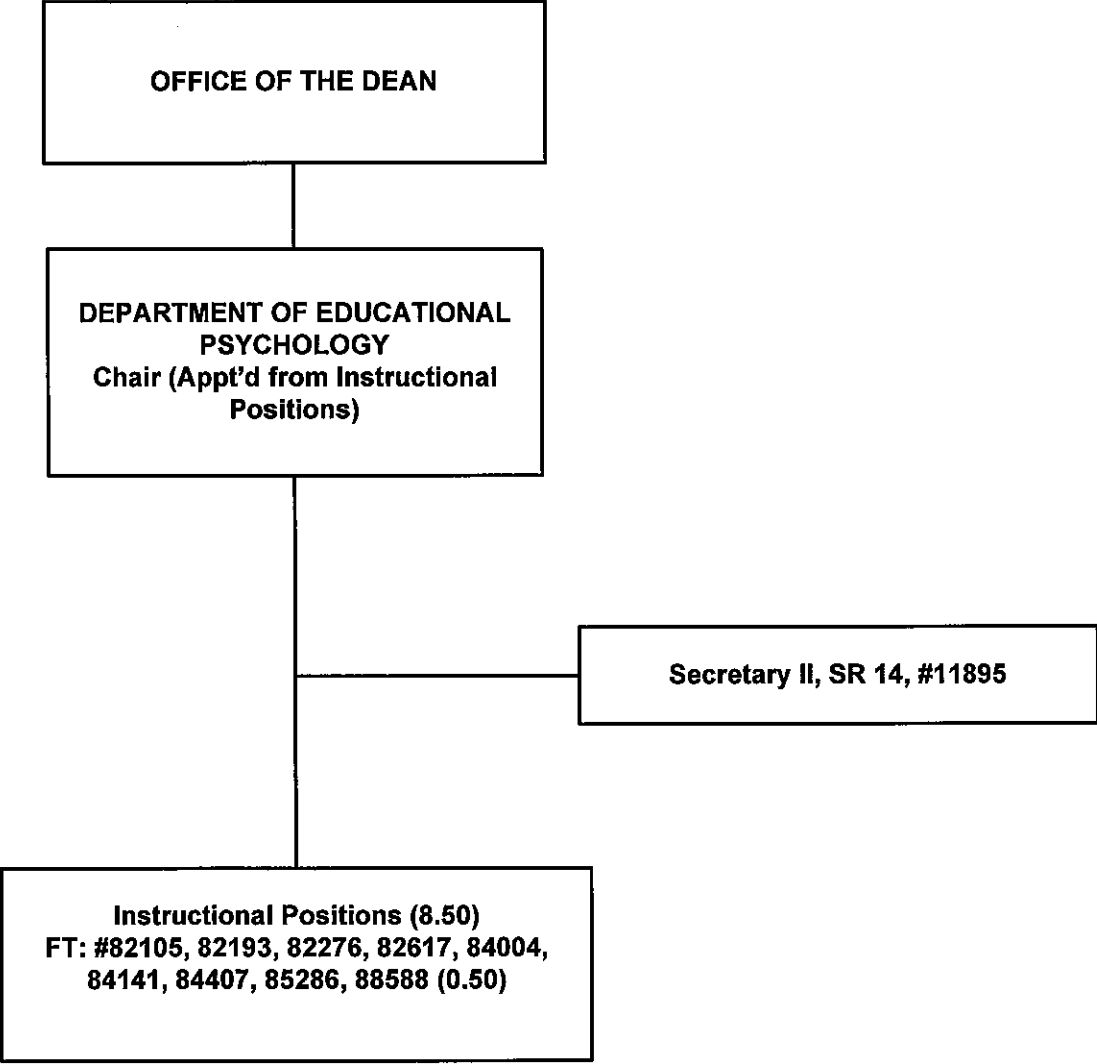 OFFICE OF THE DEAN
DEPARTMENT OF EDUCATIONAL
PSYCHOLOGY
Chair (Appt'd from Instructional
Positions)
Secretary II, SR 14, #11895
Instructional Positions (8.50)
FT: #82105, 82193, 82276, 82617, 84004,
84141, 84407, 85286, 88588 (0.50)